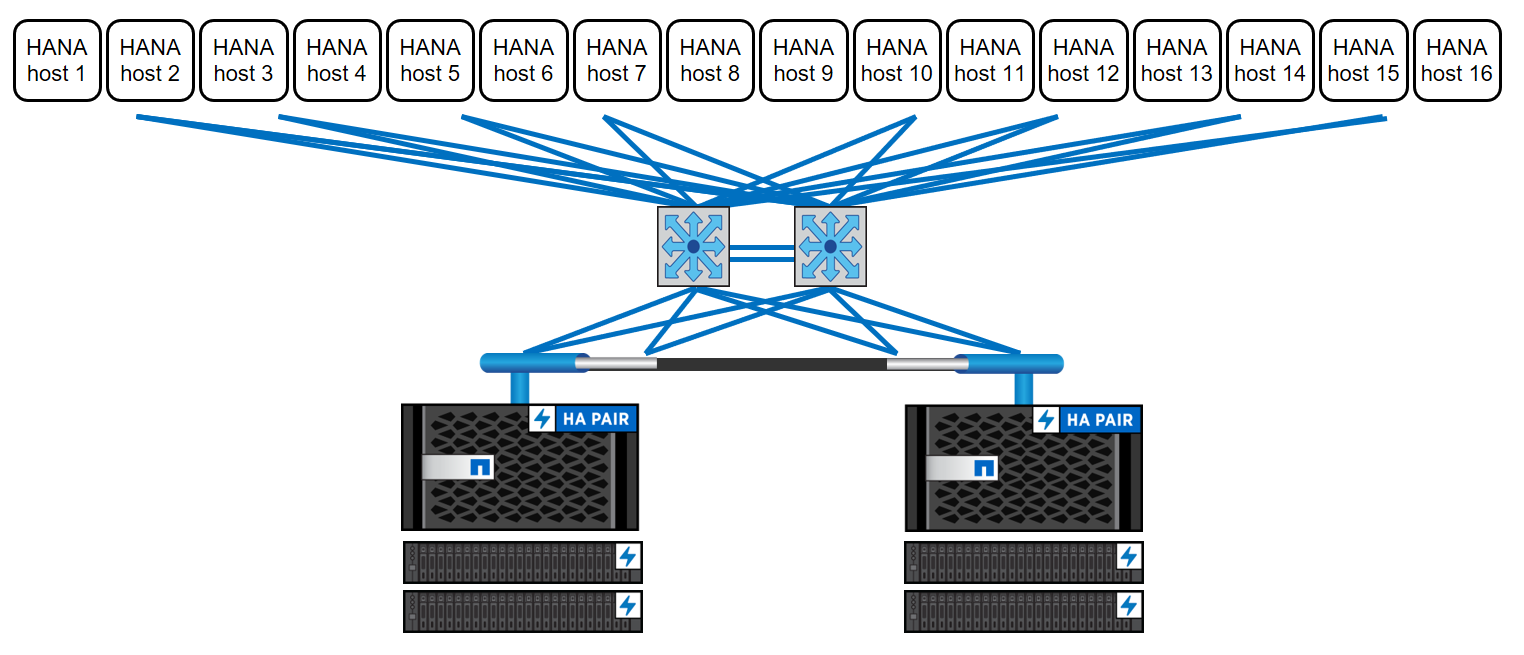 HANA
host 1
HANA
host 2
HANA
host 3
HANA
host 4
HANA
host 5
HANA
host 6
HANA
host 7
HANA
host 8
HANA
host 9
HANA
host 10
HANA
host 11
HANA
host 12
HANA
host 13
HANA
host 14
HANA
host 15
HANA
host 16
HA PAIR
HA PAIR